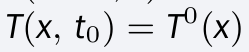 T(x, t₀) = T⁰(x)